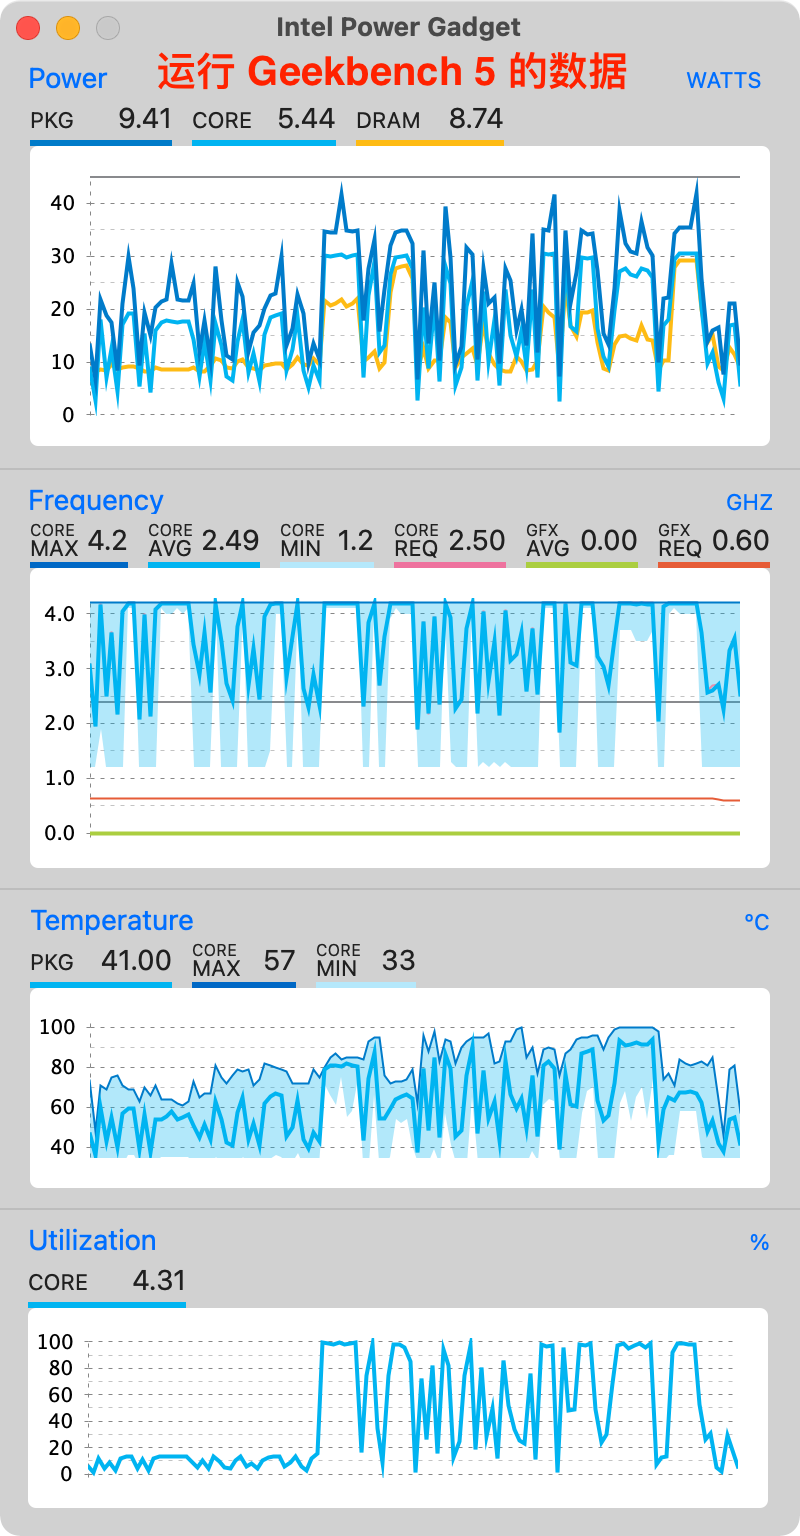 Intel Power Gadget
运行 Geekbench 5 的数据
Power WATTS
PKG 9.41 CORE 5.44 DRAM 8.74
40
30
20
10
0
Frequency GHZ
CORE MAX 4.2 CORE AVG 2.49 CORE MIN 1.2 CORE REQ 2.50 GFX AVG 0.00 GFX REQ 0.60
4.0
3.0
2.0
1.0
0.0
Temperature °C
PKG 41.00 CORE MAX 57 CORE MIN 33
100
80
60
40
Utilization %
CORE 4.31
100
80
60
40
20
0